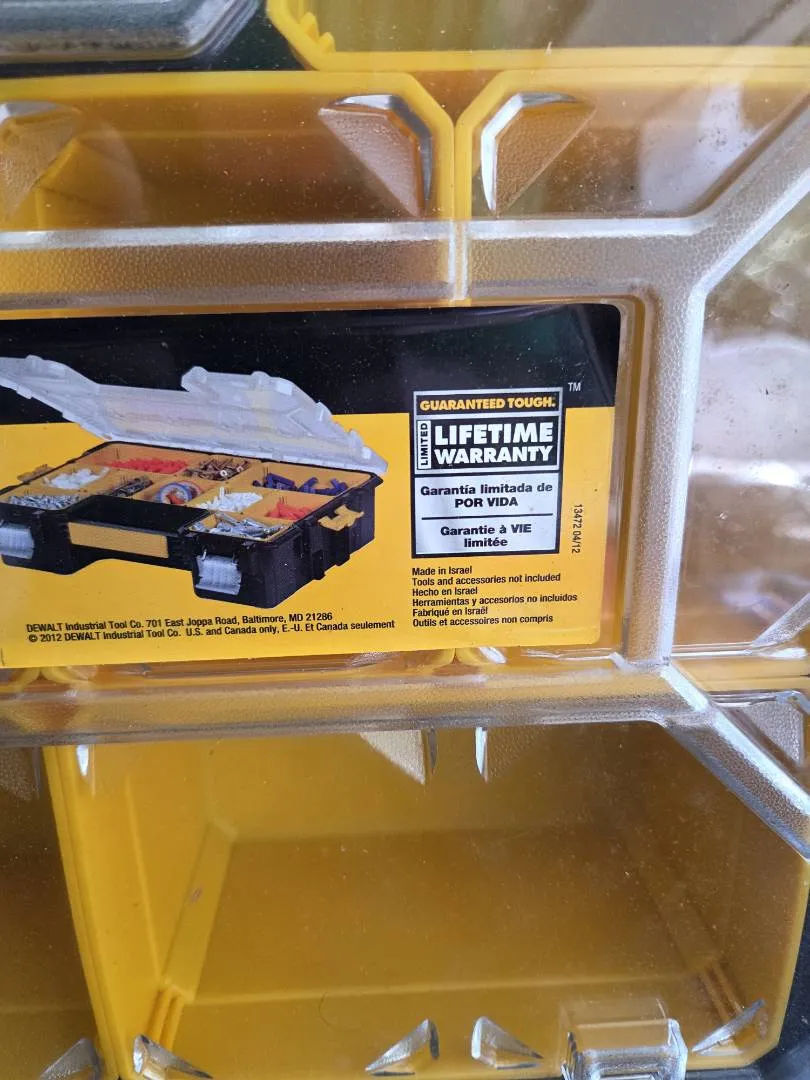 GUARANTEED TOUGH.
TM
LIMITED
LIFETIME
WARRANTY
Garantía limitada de
POR VIDA
Garantie à VIE
limitée
13472 04/12
Made in Israel
Tools and accessories not included
Hecho en Israel
Herramientas y accesorios no incluidos
Fabriqué en Israël
Outils et accessoires non compris
DEWALT Industrial Tool Co. 701 East Joppa Road, Baltimore, MD 21286
© 2012 DEWALT Industrial Tool Co. U.S. and Canada only, E.-U. Et Canada seulement